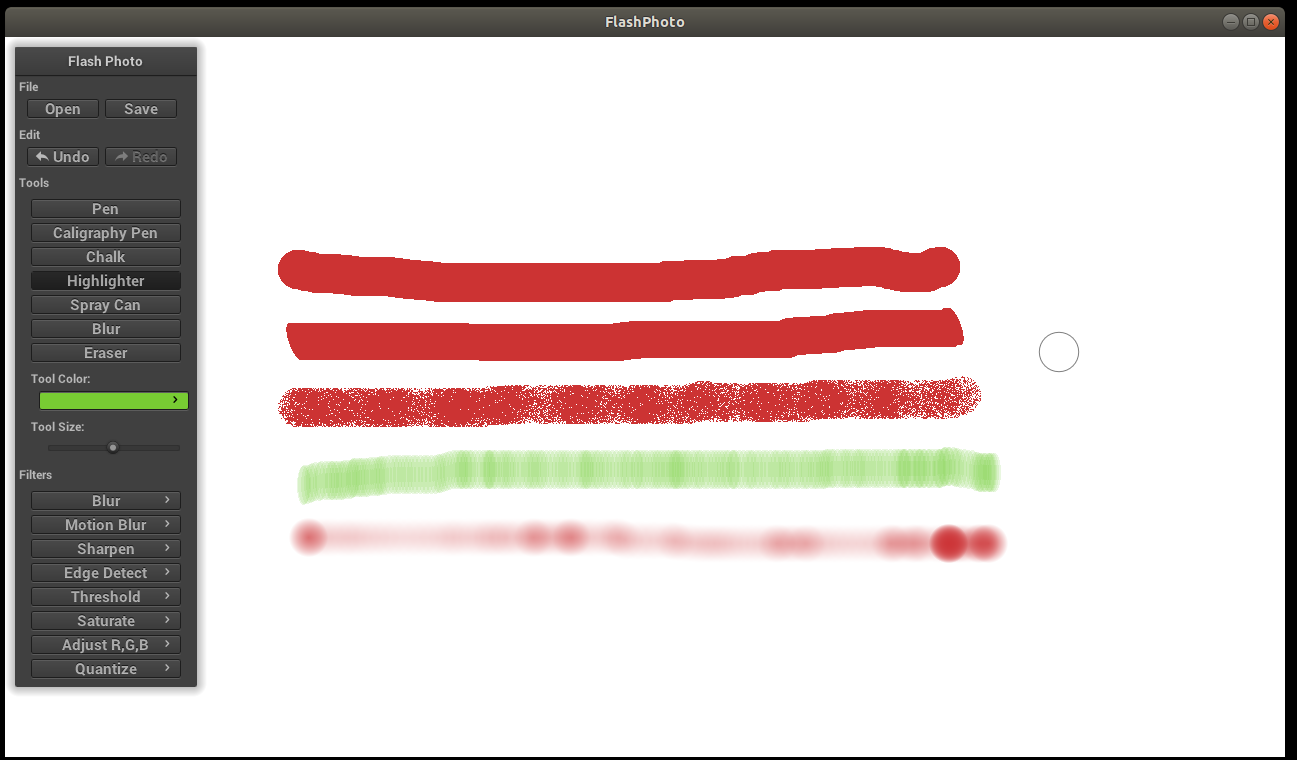 FlashPhoto
Flash Photo
File
Open Save
Edit
Undo Redo
Tools
Pen
Caligraphy Pen
Chalk
Highlighter
Spray Can
Blur
Eraser
Tool Color:
Tool Size:
Filters
Blur
Motion Blur
Sharpen
Edge Detect
Threshold
Saturate
Adjust R,G,B
Quantize